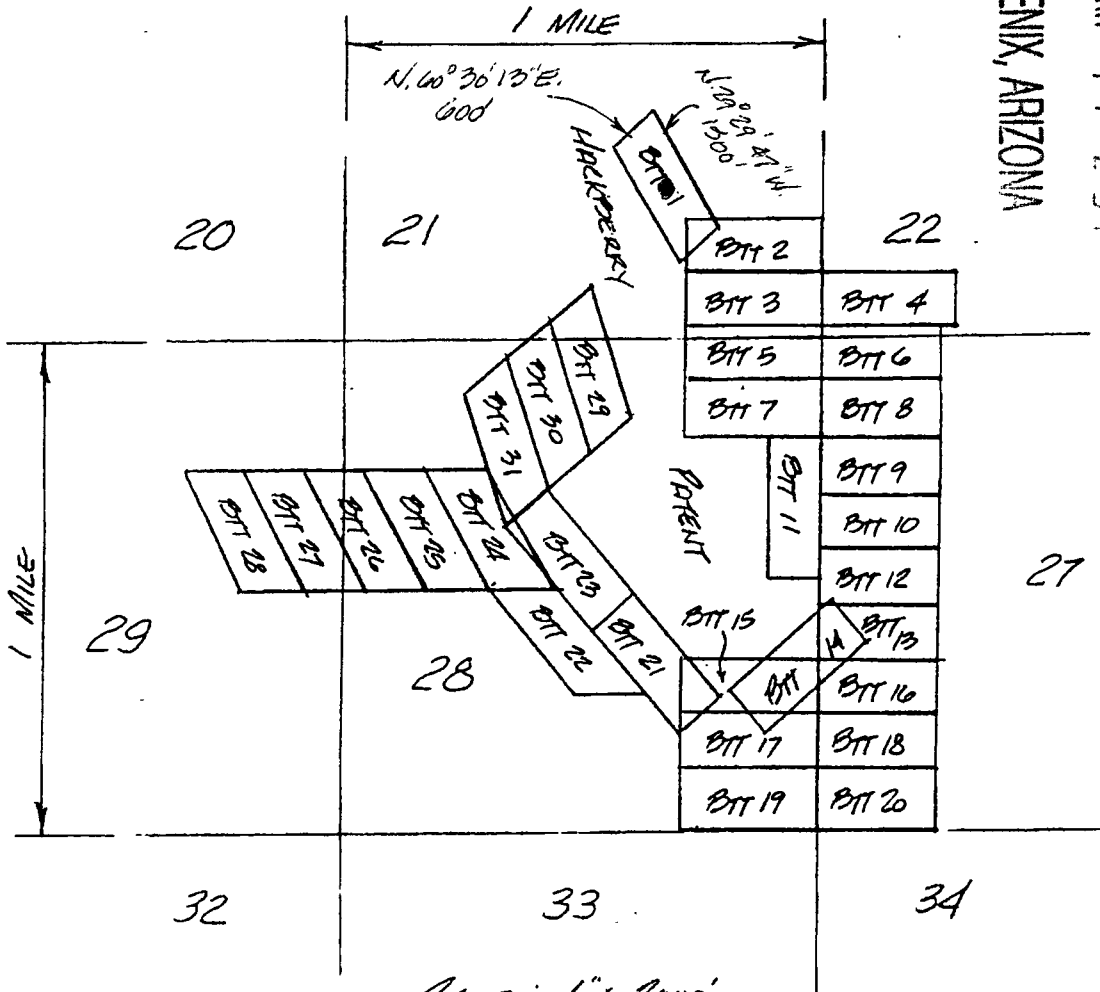 1 MILE
N. 60° 30' 13" E.
600'
N. 29° 29' 47" W.
1500'
ENIX, ARIZONA
HACKBERRY
BTT 1
20
21
22
BTT 2
BTT 3
BTT 4
BTT 5
BTT 6
BTT 7
BTT 8
BTT 29
BTT 30
BTT 31
BTT 9
BTT 11
PATENT
BTT 10
BTT 28
BTT 27
BTT 26
BTT 25
BTT 24
BTT 23
BTT 12
27
1 MILE
29
28
BTT 22
BTT 21
BTT 15
BTT 14
BTT 13
BTT 16
BTT 17
BTT 18
BTT 19
BTT 20
32
33
34